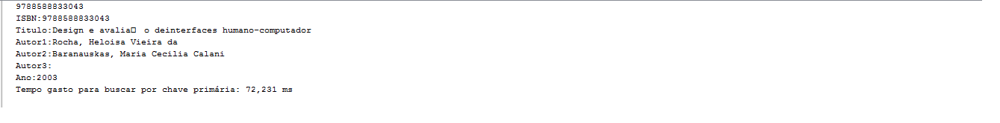 9788588833043
ISBN:9788588833043
Titulo:Design e avalia□ o deinterfaces humano-computador
Autor1:Rocha, Heloisa Vieira da
Autor2:Baranauskas, Maria Cecilia Calani
Autor3:
Ano:2003
Tempo gasto para buscar por chave primária: 72,231 ms